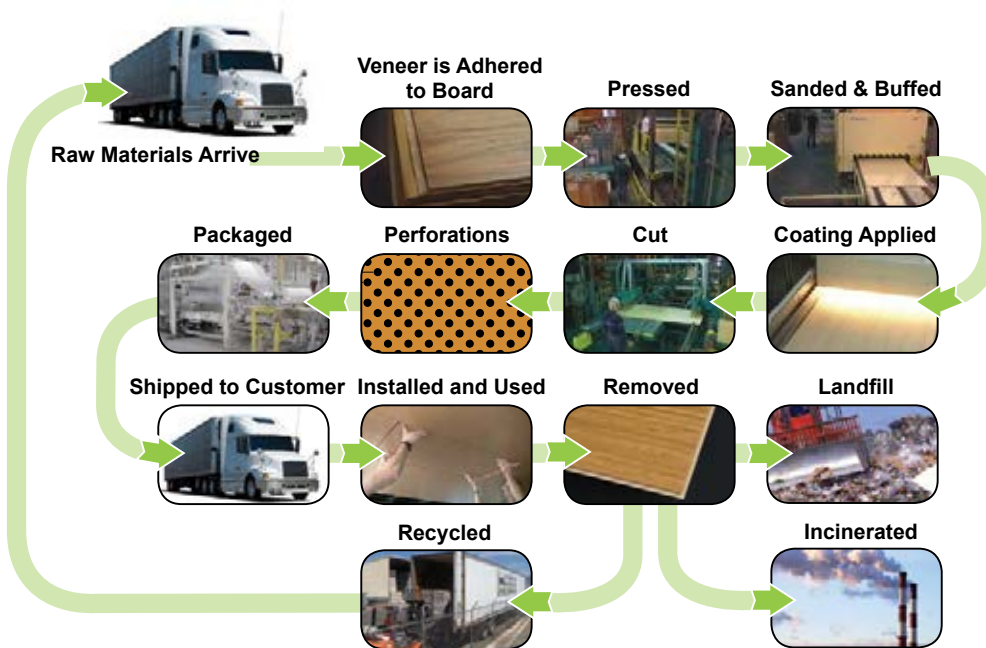 Veneer is Adhered
to Board
Pressed
Sanded & Buffed
Raw Materials Arrive
Packaged
Perforations
Cut
Coating Applied
Shipped to Customer
Installed and Used
Removed
Landfill
Recycled
Incinerated